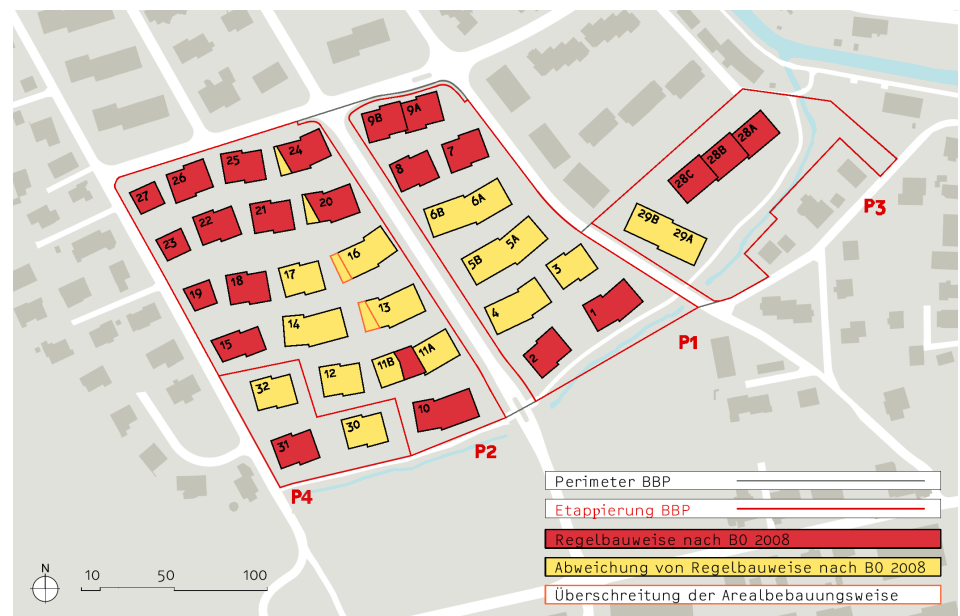 9B 9A
24
8 7
25
26
27
28A
28B
28C
P3
20
21
22
23
6B 6A
29B 29A
5B 5A
16
3
17
18
19
4
1
13
14
15
P1
2
11B 11A
12
32
10
30
31
P2
P4
Perimeter BBP
Etappierung BBP
Regelbauweise nach BO 2008
Abweichung von Regelbauweise nach BO 2008
Überschreitung der Arealbebauungsweise
N
10 50 100